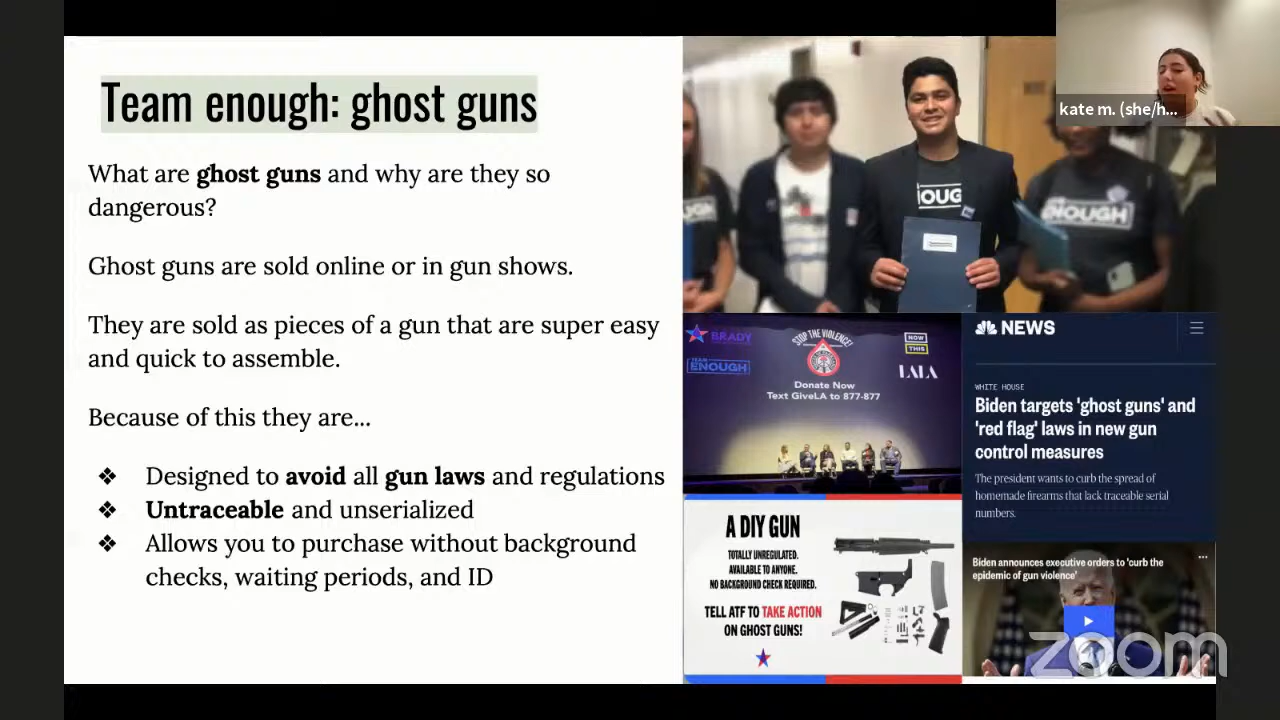 Team enough: ghost guns
What are ghost guns and why are they so
dangerous?
Ghost guns are sold online or in gun shows.
They are sold as pieces of a gun that are super easy
and quick to assemble.
Because of this they are...
❖ Designed to avoid all gun laws and regulations
❖ Untraceable and unserialized
❖ Allows you to purchase without background
checks, waiting periods, and ID
kate m. (she/h...
OUG
ENOUGH
BRADY
TEAM
ENOUGH
STOP THE VIOLENCE!
NOW
THIS
LALA
Donate Now
Text GiveLA to 877-877
NEWS
WHITE HOUSE
Biden targets 'ghost guns' and
'red flag' laws in new gun
control measures
The president wants to curb the spread of
homemade firearms that lack traceable serial
numbers.
A DIY GUN
TOTALLY UNREGULATED.
AVAILABLE TO ANYONE.
NO BACKGROUND CHECK REQUIRED.
TELL ATF TO TAKE ACTION
ON GHOST GUNS!
Biden announces executive orders to 'curb the
epidemic of gun violence'
zoom